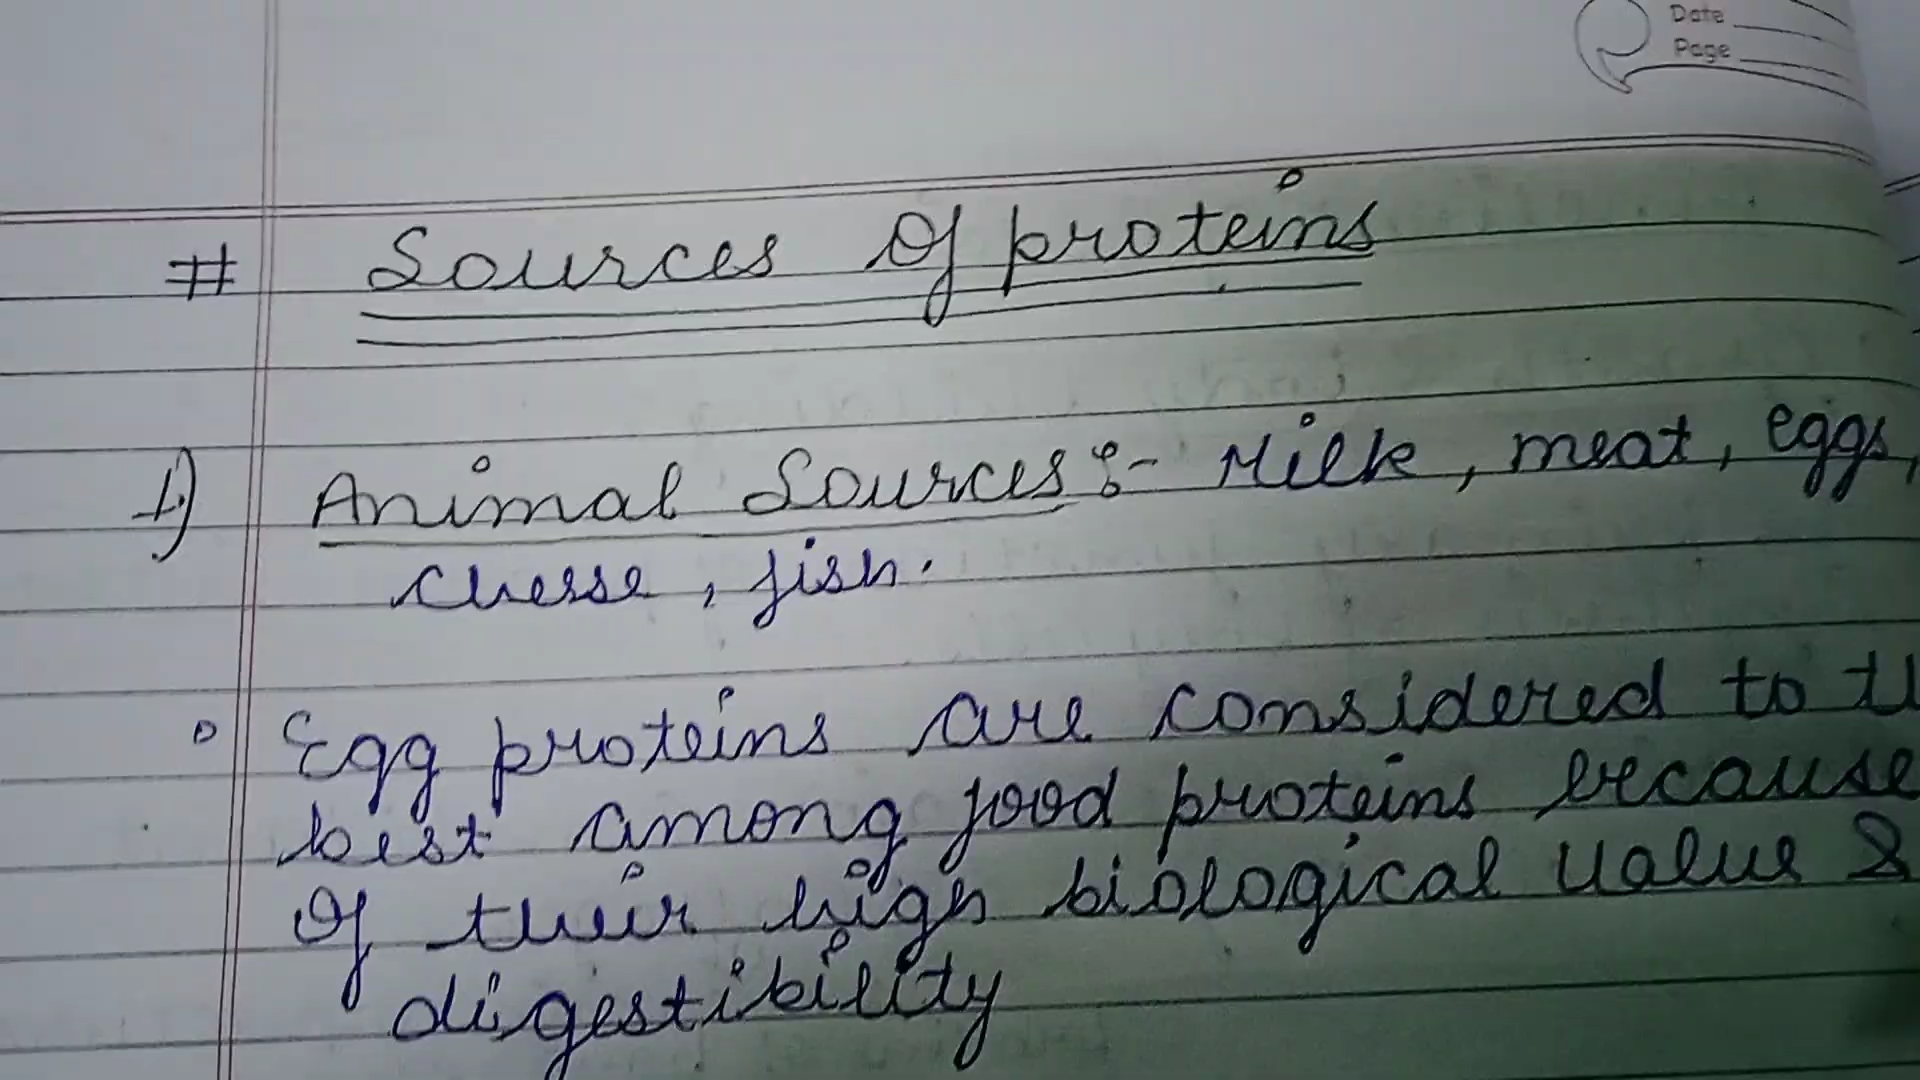 Date
Page
# Sources Of proteins
1) Animal Sources :- Milk, meat, eggs,
chesse, fish.
Egg proteins are considered to
best among food proteins because
Of their high biological value &
digestibility